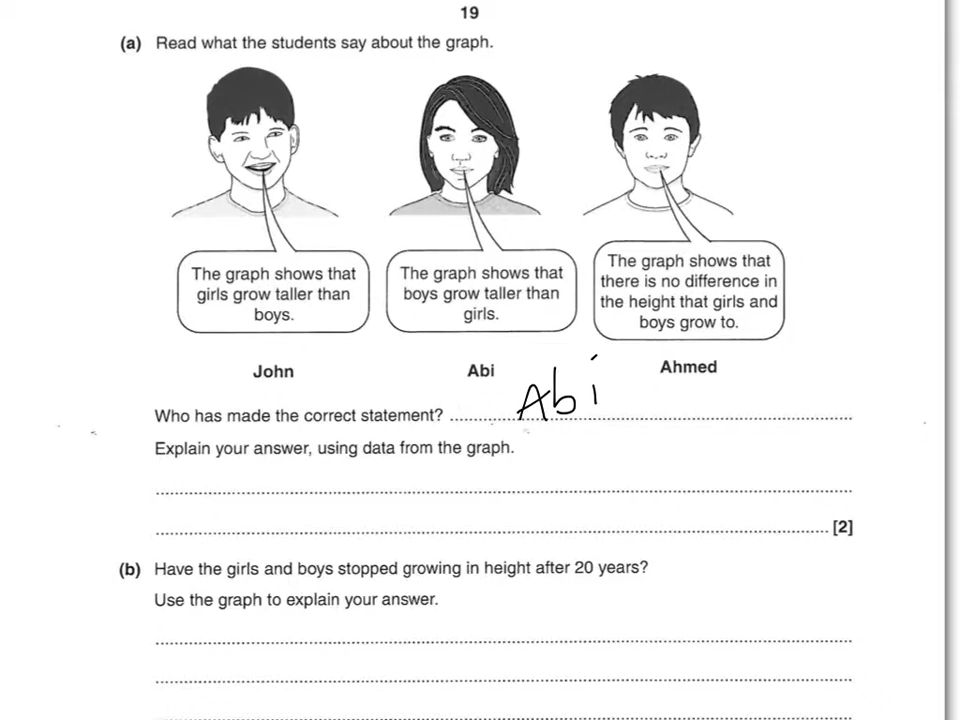 19
(a) Read what the students say about the graph.
The graph shows that
girls grow taller than
boys.
The graph shows that
boys grow taller than
girls.
The graph shows that
there is no difference in
the height that girls and
boys grow to.
John
Abi
Ahmed
Who has made the correct statement? Abi
Explain your answer, using data from the graph.
[2]
(b) Have the girls and boys stopped growing in height after 20 years?
Use the graph to explain your answer.